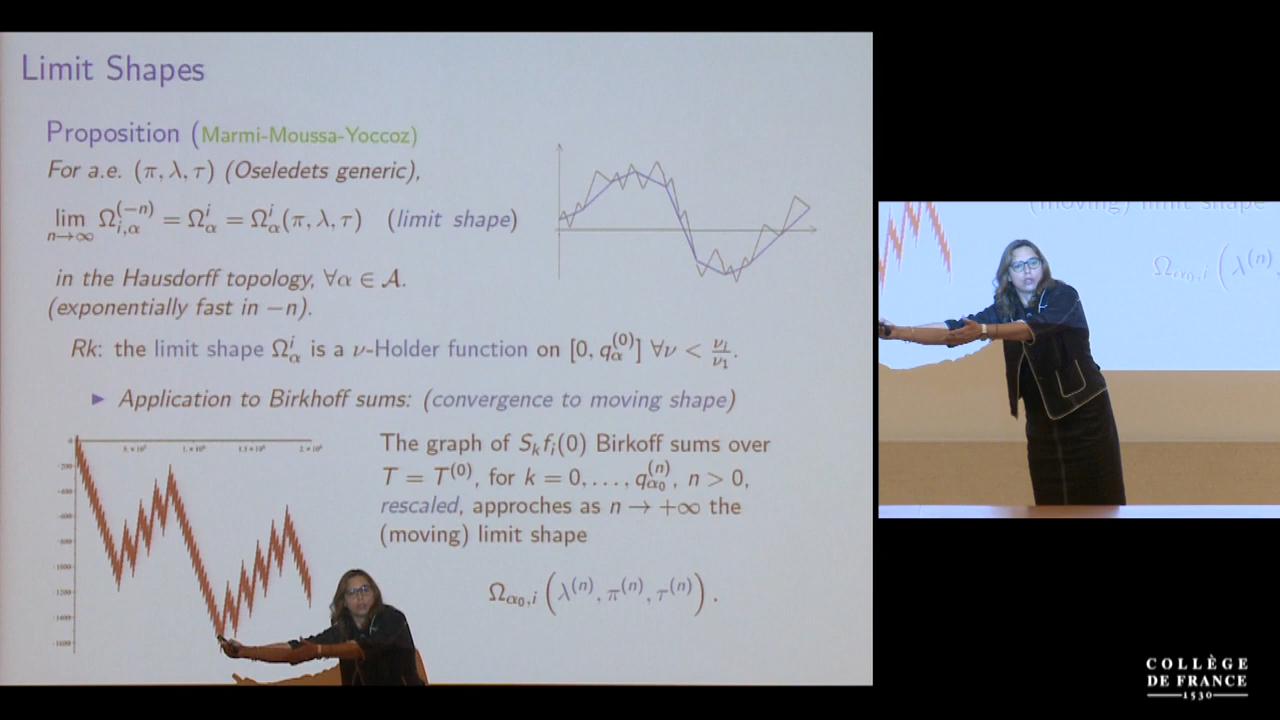 Limit Shapes
Proposition (Marmi-Moussa-Yoccoz)
For a.e. (π, λ, τ) (Oseledets generic),
lim_{n→∞} Ω_{i,α}^{(−n)} = Ω_α^i = Ω_α^i(π, λ, τ) (limit shape)
in the Hausdorff topology, ∀α ∈ 𝒜.
(exponentially fast in −n).
Rk: the limit shape Ω_α^i is a ν-Holder function on [0, q_α^{(0)}] ∀ν < ν_i/ν_1.
▶ Application to Birkhoff sums: (convergence to moving shape)
The graph of S_k f_i(0) Birkoff sums over
T = T^{(0)}, for k = 0, . . . , q_{α_0}^{(n)}, n > 0,
rescaled, approches as n → +∞ the
(moving) limit shape
Ω_{α_0,i} (λ^{(n)}, π^{(n)}, τ^{(n)}) .
(moving) limit shape
Ω_{α_0,i} (λ^{(n)},
COLLÈGE
DE FRANCE
1530